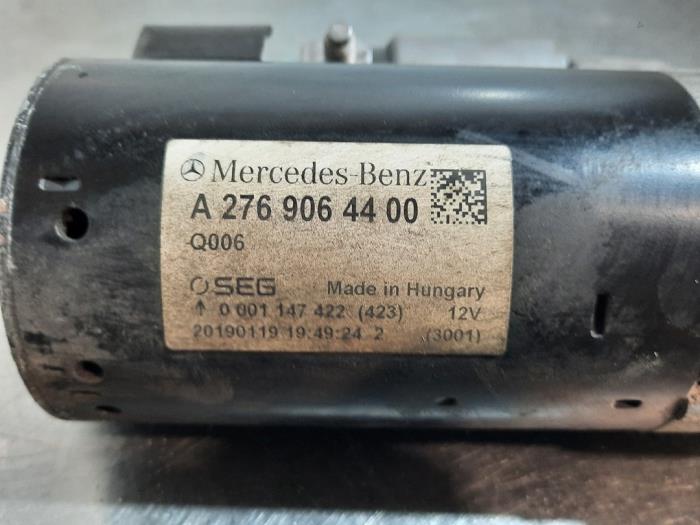 Mercedes-Benz
A 276 906 44 00
Q006
SEG Made in Hungary
↑ 0 001 147 422 (423) 12V
20190119 19:49:24 2 (3001)